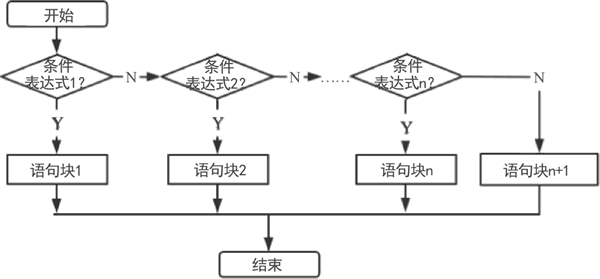 开始
条件
表达式1?
N
条件
表达式2?
N
……
条件
表达式n?
N
Y
Y
Y
语句块1
语句块2
语句块n
语句块n+1
结束